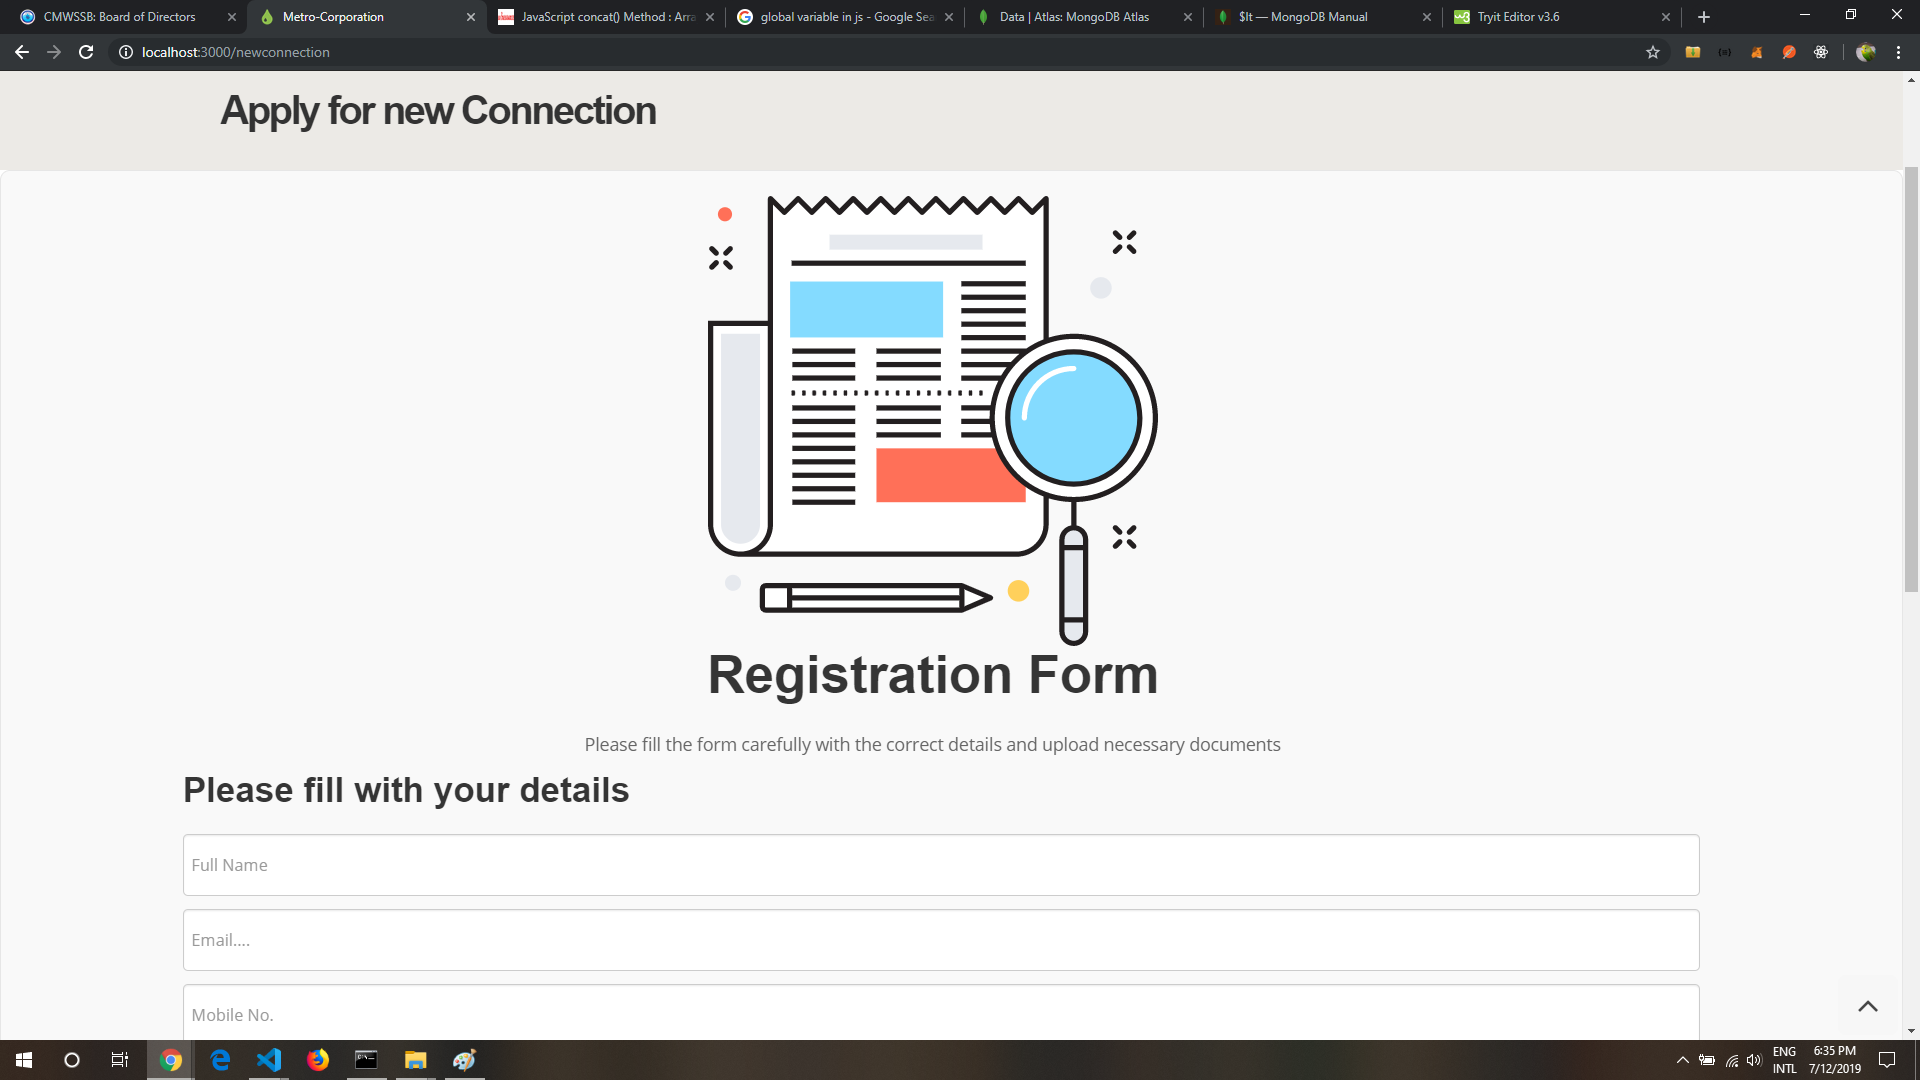 CMWSSB: Board of Directors
Metro-Corporation
JavaScript concat() Method : Arra
global variable in js - Google Sea
Data | Atlas: MongoDB Atlas
$lt — MongoDB Manual
Tryit Editor v3.6
localhost:3000/newconnection
Apply for new Connection
Registration Form
Please fill the form carefully with the correct details and upload necessary documents
Please fill with your details
Full Name
Email....
Mobile No.
ENG
INTL
6:35 PM
7/12/2019